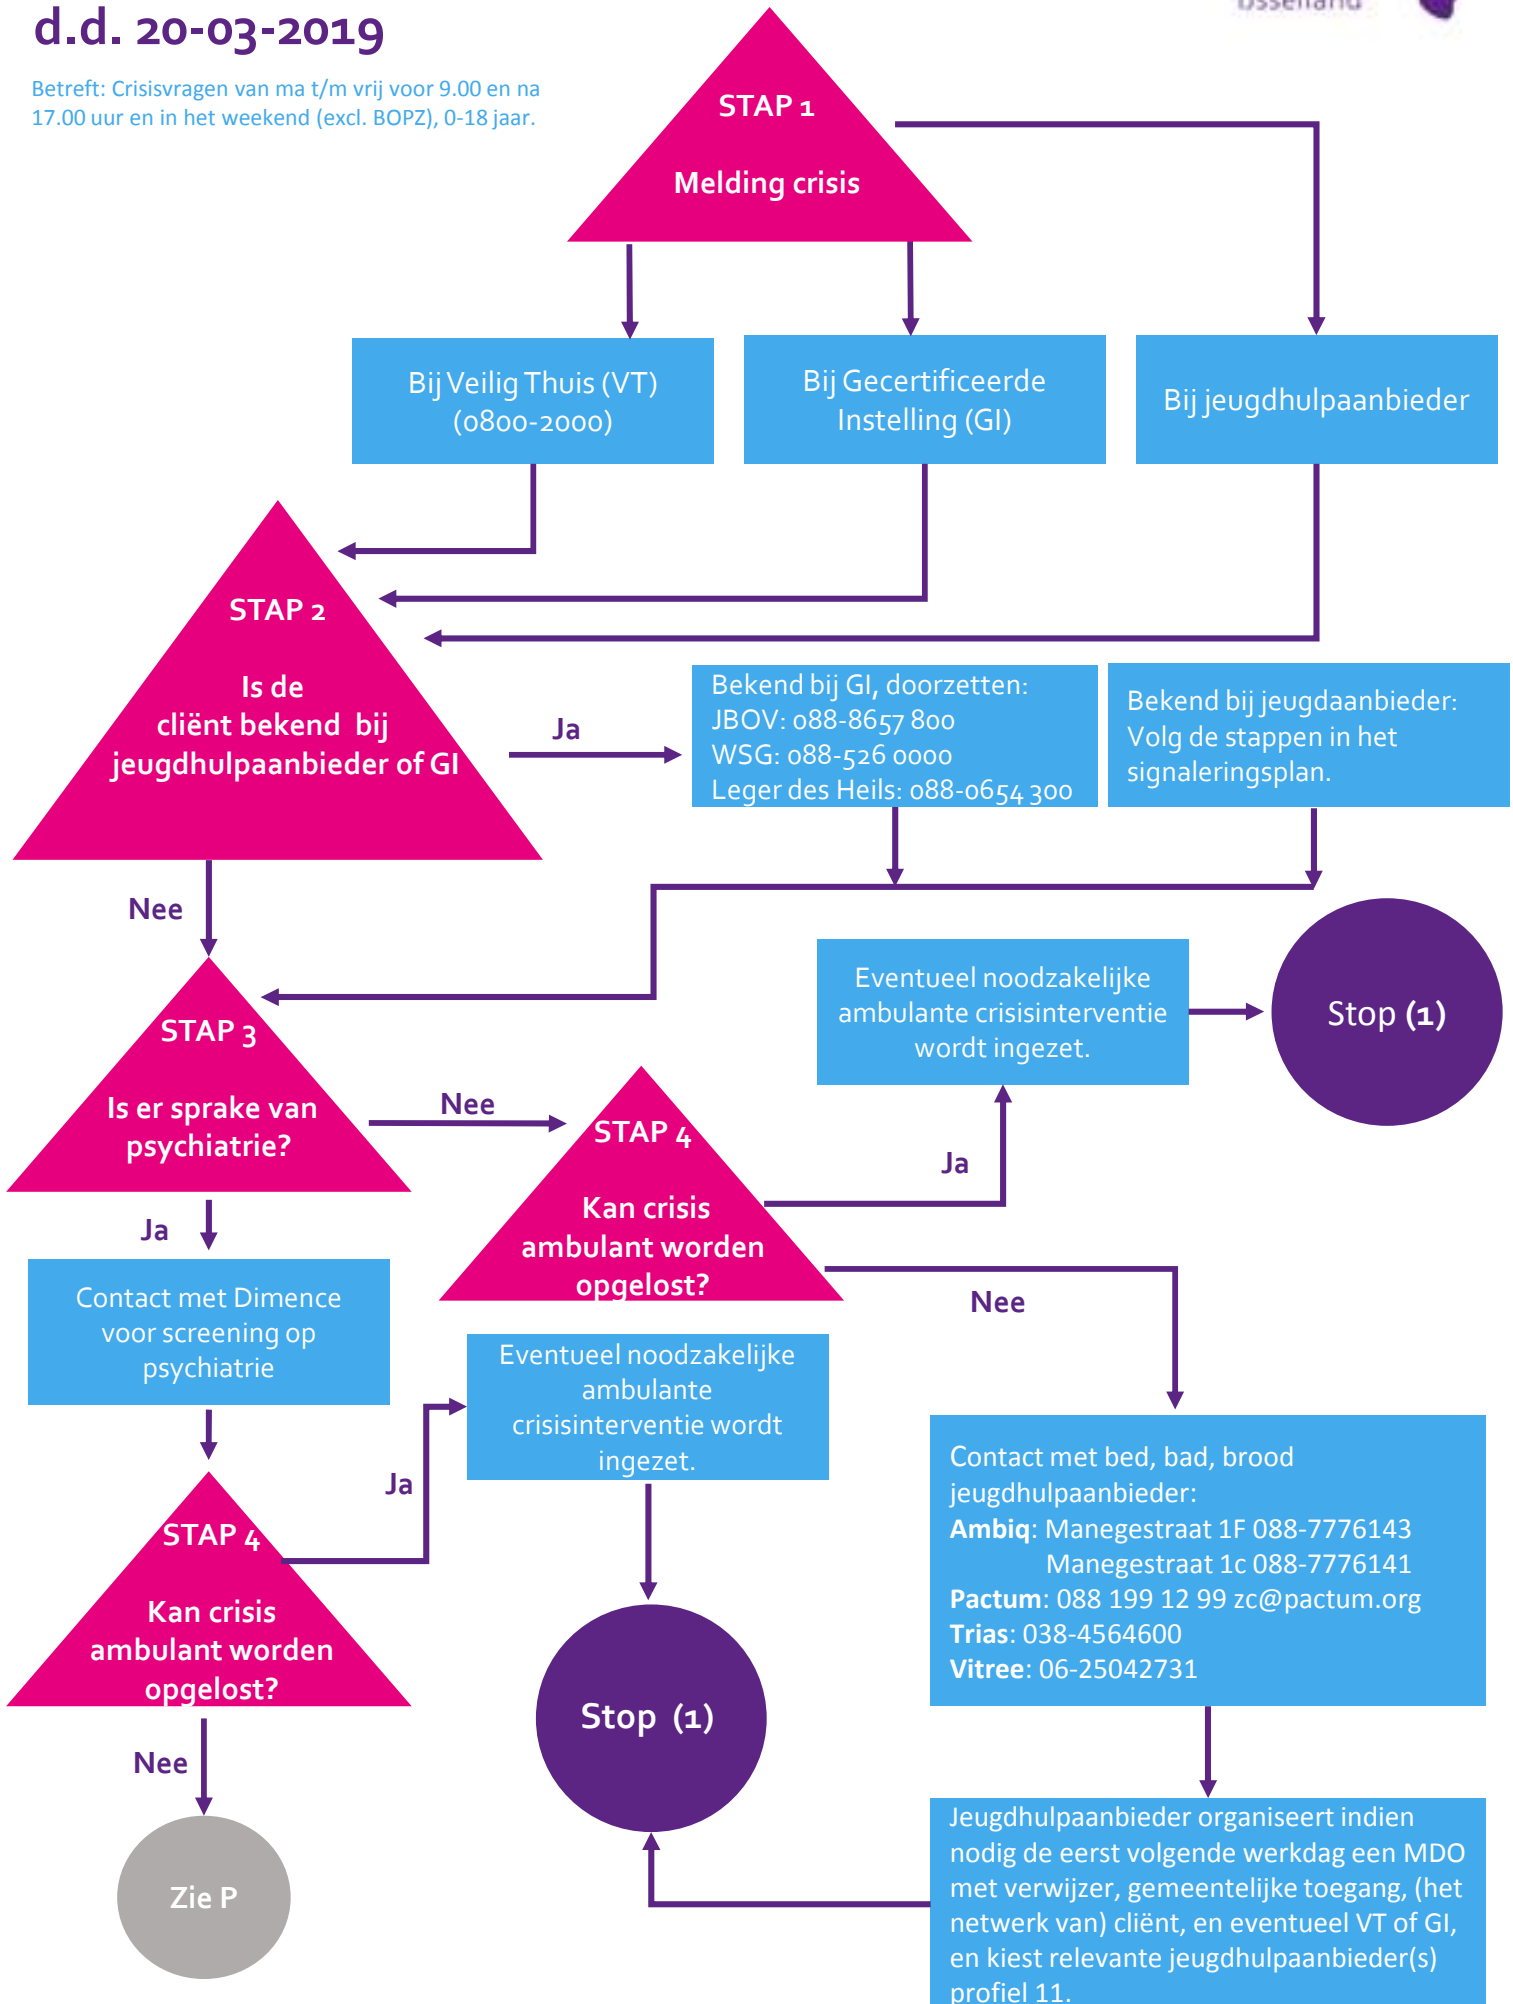 d.d. 20-03-2019
Betreft: Crisisvragen van ma t/m vrij voor 9.00 en na
17.00 uur en in het weekend (excl. BOPZ), 0-18 jaar.
STAP 1
Melding crisis
Bij Veilig Thuis (VT)
(0800-2000)
Bij Gecertificeerde
Instelling (GI)
Bij jeugdhulpaanbieder
STAP 2
Is de
cliënt bekend bij
jeugdhulpaanbieder of GI
Ja
Bekend bij GI, doorzetten:
JBOV: 088-8657 800
WSG: 088-526 0000
Leger des Heils: 088-0654 300
Bekend bij jeugdaanbieder:
Volg de stappen in het
signaleringsplan.
Nee
STAP 3
Is er sprake van
psychiatrie?
Nee
STAP 4
Kan crisis
ambulant worden
opgelost?
Ja
Eventueel noodzakelijke
ambulante crisisinterventie
wordt ingezet.
Stop (1)
Ja
Contact met Dimence
voor screening op
psychiatrie
Nee
Eventueel noodzakelijke
ambulante
crisisinterventie wordt
ingezet.
Ja
STAP 4
Kan crisis
ambulant worden
opgelost?
Contact met bed, bad, brood
jeugdhulpaanbieder:
Ambiq: Manegestraat 1F 088-7776143
Manegestraat 1c 088-7776141
Pactum: 088 199 12 99 zc@pactum.org
Trias: 038-4564600
Vitree: 06-25042731
Stop (1)
Nee
Zie P
Jeugdhulpaanbieder organiseert indien
nodig de eerst volgende werkdag een MDO
met verwijzer, gemeentelijke toegang, (het
netwerk van) cliënt, en eventueel VT of GI,
en kiest relevante jeugdhulpaanbieder(s)
profiel 11.